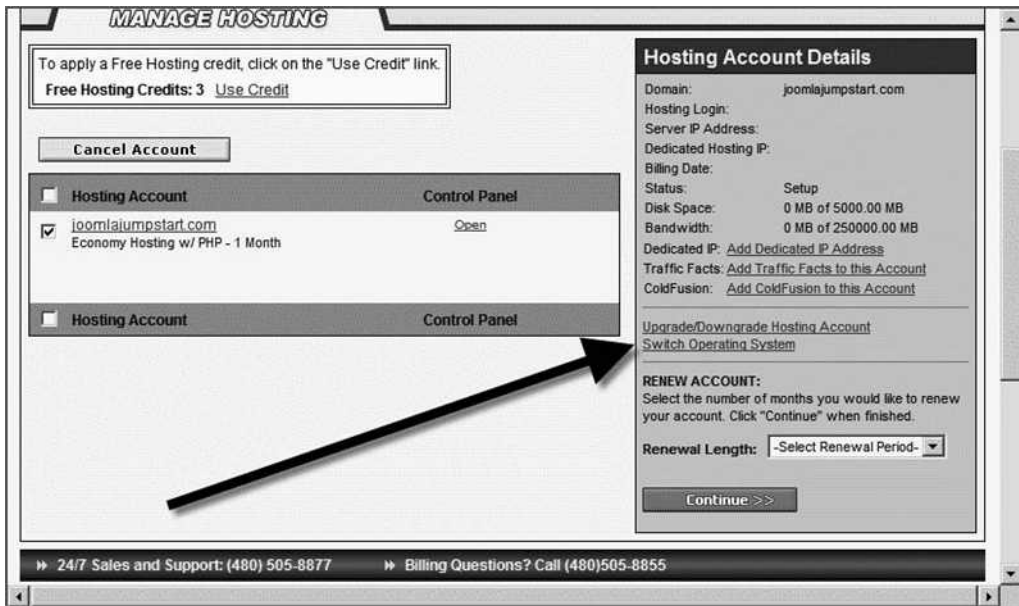 MANAGE HOSTING
To apply a Free Hosting credit, click on the "Use Credit" link.
Free Hosting Credits: 3 Use Credit
Cancel Account
Hosting Account Control Panel
joomlajumpstart.com Open
Economy Hosting w/ PHP - 1 Month
Hosting Account Control Panel
Hosting Account Details
Domain: joomlajumpstart.com
Hosting Login:
Server IP Address:
Dedicated Hosting IP:
Billing Date:
Status: Setup
Disk Space: 0 MB of 5000.00 MB
Bandwidth: 0 MB of 250000.00 MB
Dedicated IP: Add Dedicated IP Address
Traffic Facts: Add Traffic Facts to this Account
ColdFusion: Add ColdFusion to this Account
Upgrade/Downgrade Hosting Account
Switch Operating System
RENEW ACCOUNT:
Select the number of months you would like to renew
your account. Click "Continue" when finished.
Renewal Length: -Select Renewal Period-
Continue >>
24/7 Sales and Support: (480) 505-8877 Billing Questions? Call (480)505-8855